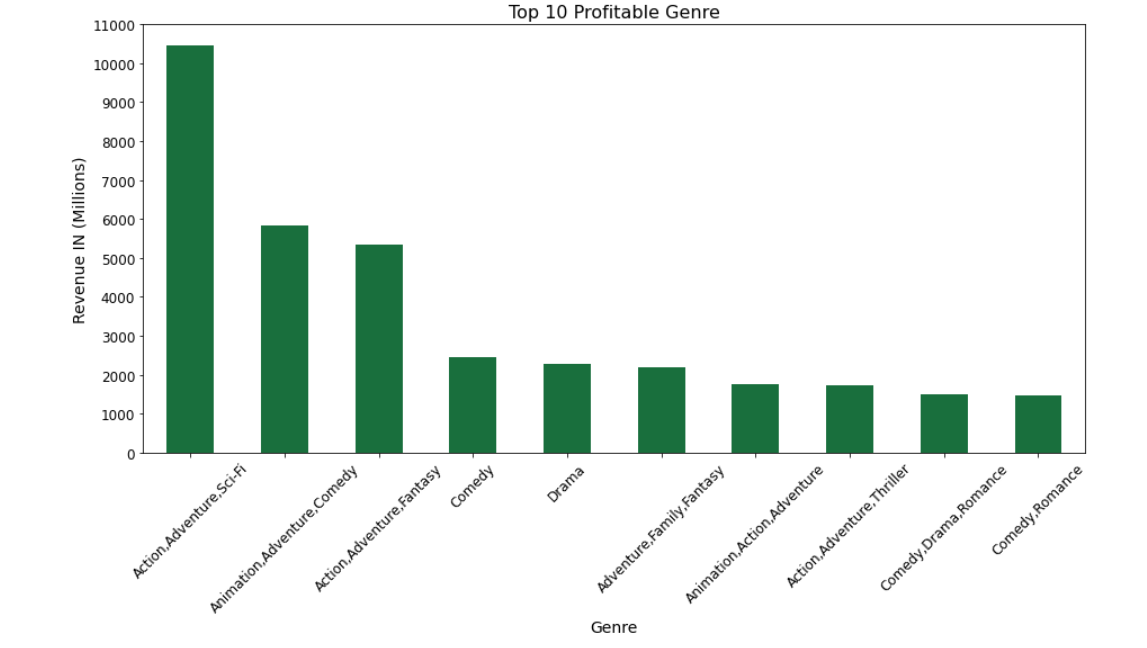 Top 10 Profitable Genre
Revenue IN (Millions)
11000
10000
9000
8000
7000
6000
5000
4000
3000
2000
1000
0
Action,Adventure,Sci-Fi
Animation,Adventure,Comedy
Action,Adventure,Fantasy
Comedy
Drama
Adventure,Family,Fantasy
Animation,Action,Adventure
Action,Adventure,Thriller
Comedy,Drama,Romance
Comedy,Romance
Genre